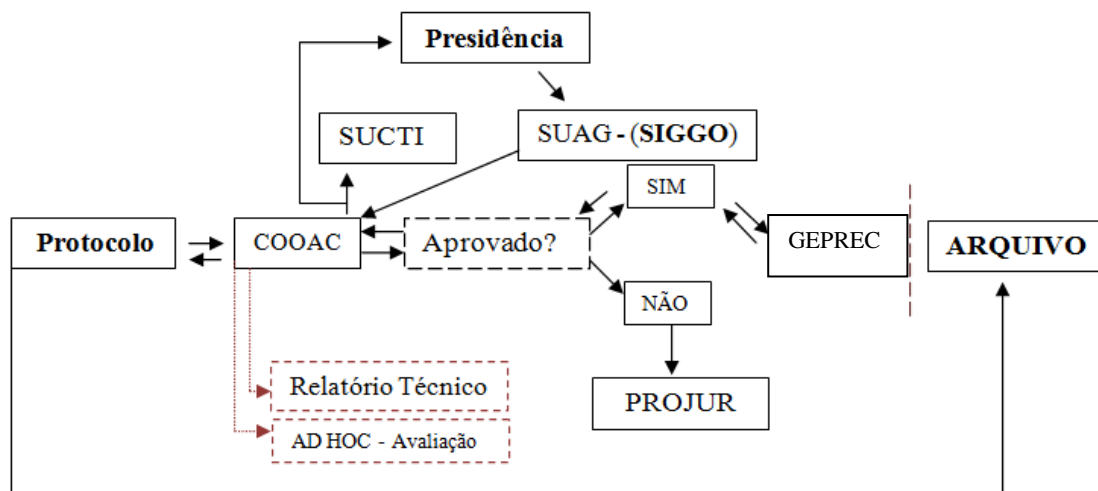 Presidência
SUCTI
SUAG - (SIGGO)
SIM
Protocolo
COOAC
Aprovado?
GEPREC
ARQUIVO
NÃO
Relatório Técnico
PROJUR
AD HOC - Avaliação